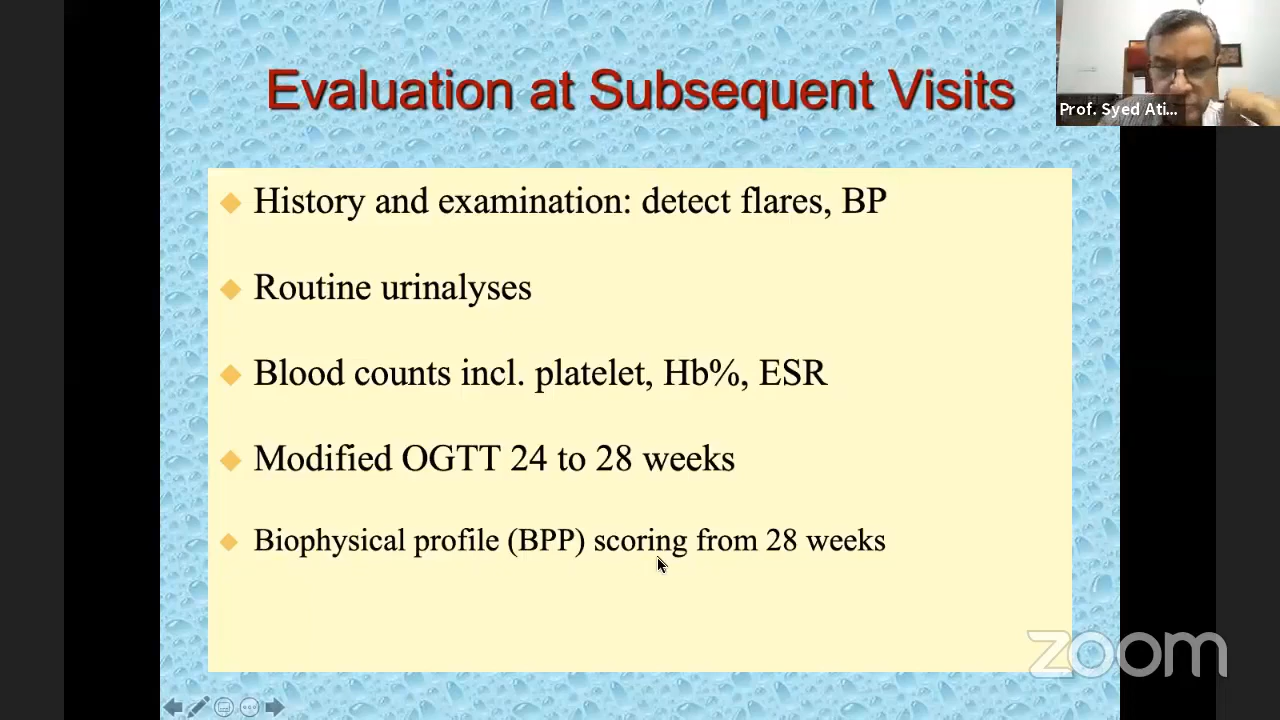 Evaluation at Subsequent Visits
Prof. Syed Ati...
History and examination: detect flares, BP
Routine urinalyses
Blood counts incl. platelet, Hb%, ESR
Modified OGTT 24 to 28 weeks
Biophysical profile (BPP) scoring from 28 weeks
zoom